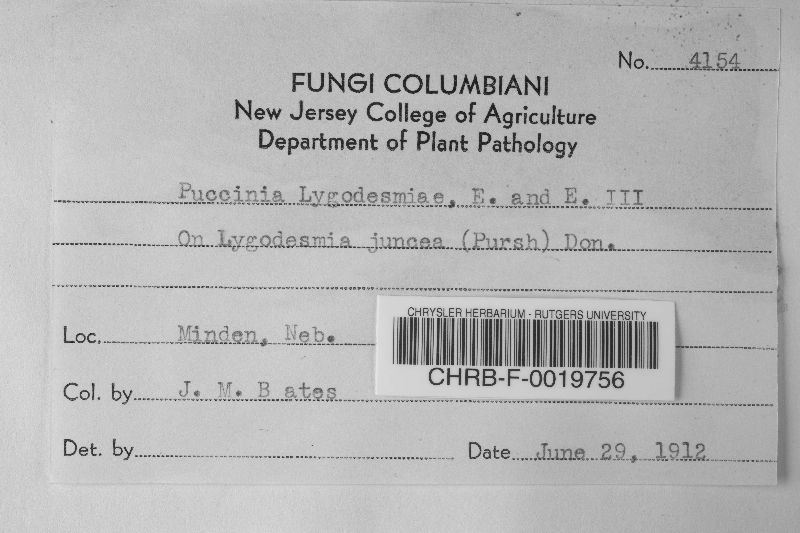 No. 4154
FUNGI COLUMBIANI
New Jersey College of Agriculture
Department of Plant Pathology
Puccinia Lygodesmiae, E. and E. III
On Lygodesmia juncea (Pursh) Don.
Loc. Minden, Neb.
CHRYSLER HERBARIUM - RUTGERS UNIVERSITY
CHRB-F-0019756
Col. by J. M. B ates
Det. by
Date June 29, 1912